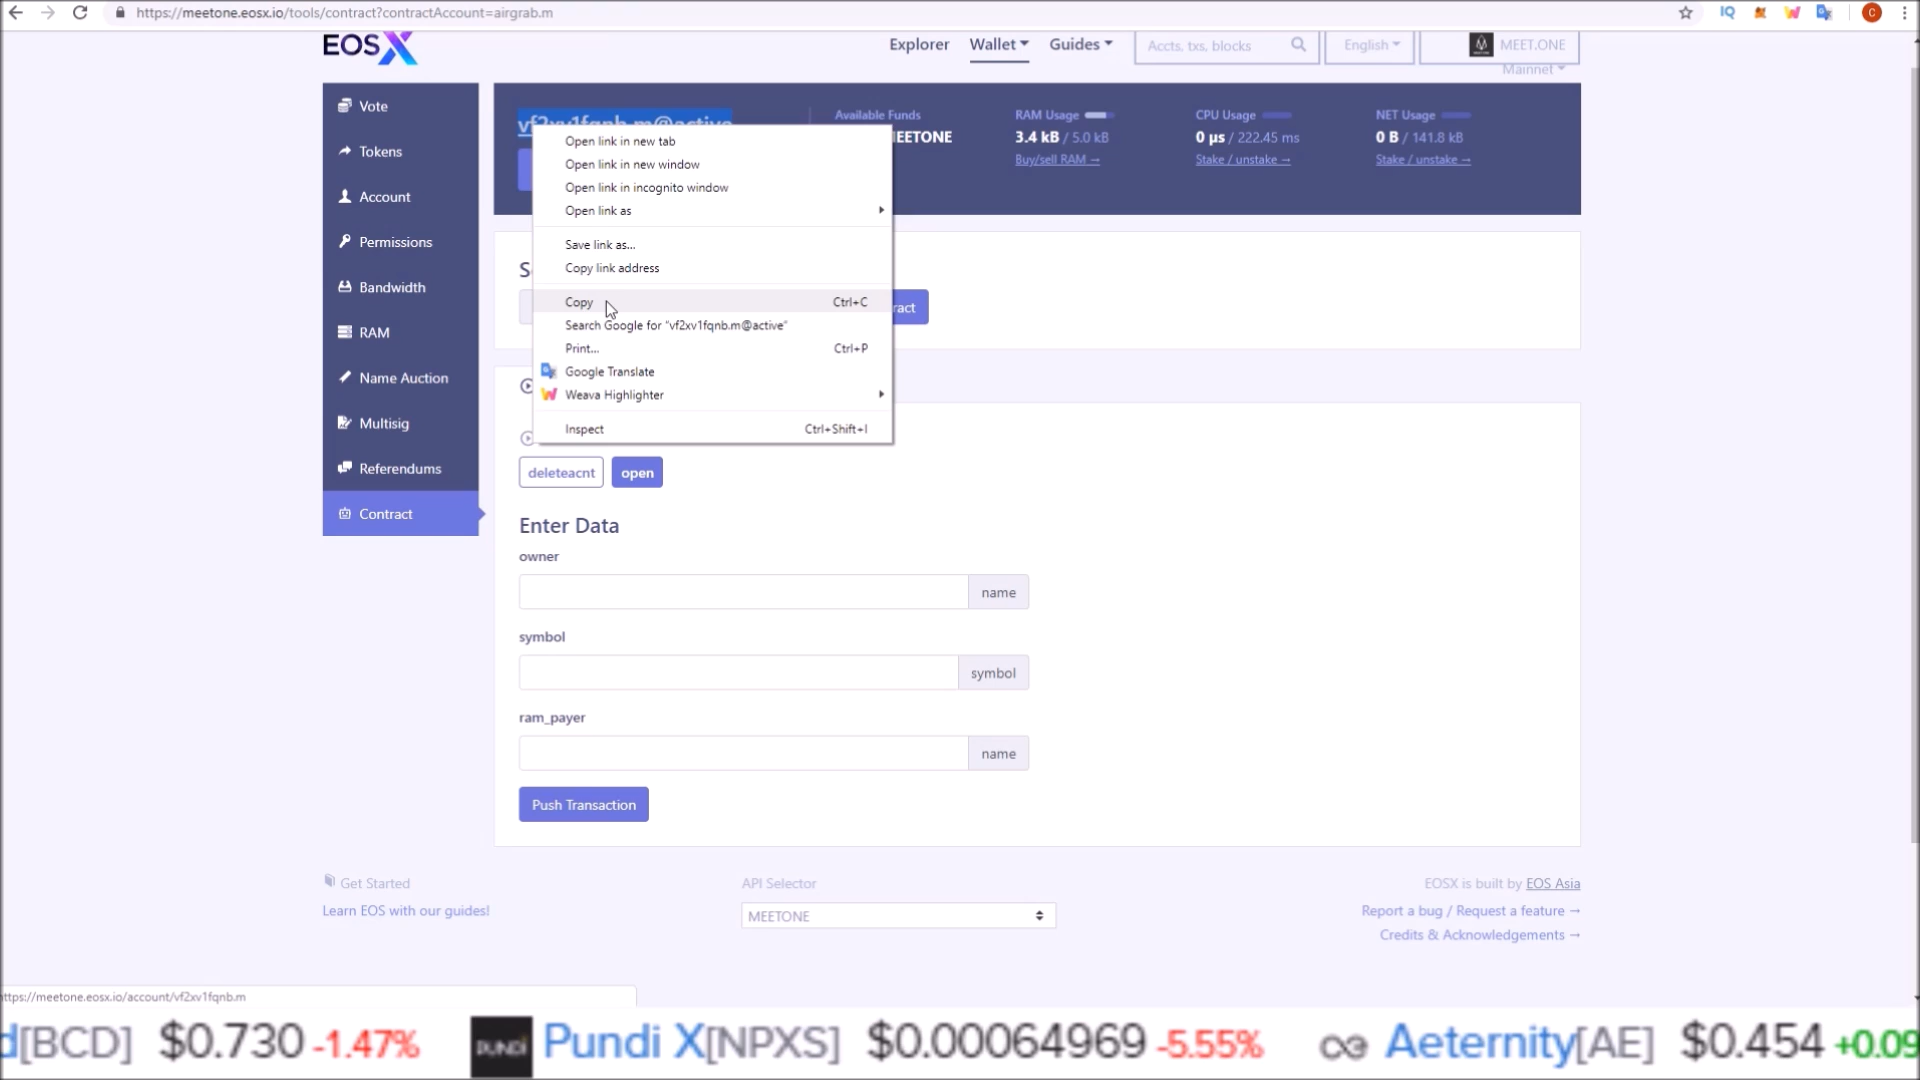 https://meetone.eosx.io/tools/contract?contractAccount=airgrab.m
IQ
C
EOSX
Explorer
Wallet
Guides
Accts, txs, blocks
English
MEET.ONE
Mainnet
Vote
Tokens
Account
Permissions
Bandwidth
RAM
Name Auction
Multisig
Referendums
Contract
vf2xv1fqnb.m@active
Available Funds
EETONE
RAM Usage
3.4 kB / 5.0 kB
Buy/sell RAM →
CPU Usage
0 µs / 222.45 ms
Stake / unstake →
NET Usage
0 B / 141.8 kB
Stake / unstake →
Open link in new tab
Open link in new window
Open link in incognito window
Open link as
Save link as...
Copy link address
Copy Ctrl+C
Search Google for "vf2xv1fqnb.m@active"
Print... Ctrl+P
Google Translate
Weava Highlighter
Inspect Ctrl+Shift+I
S
ract
deleteacnt
open
Enter Data
owner
name
symbol
symbol
ram_payer
name
Push Transaction
Get Started
Learn EOS with our guides!
API Selector
MEETONE
EOSX is built by EOS Asia
Report a bug / Request a feature →
Credits & Acknowledgements →
https://meetone.eosx.io/account/vf2xv1fqnb.m
d[BCD] $0.730 -1.47% PUNDI Pundi X[NPXS] $0.00064969 -5.55% Aeternity[AE] $0.454 +0.09